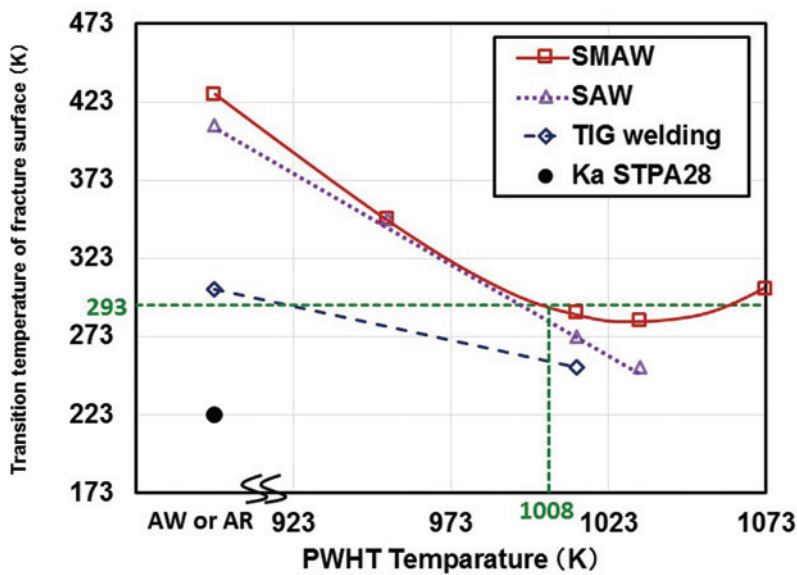 Transition temperature of fracture surface (K)
473
423
373
323
293
273
223
173
SMAW
SAW
TIG welding
Ka STPA28
AW or AR
923
973
1008
1023
1073
PWHT Temparature (K)